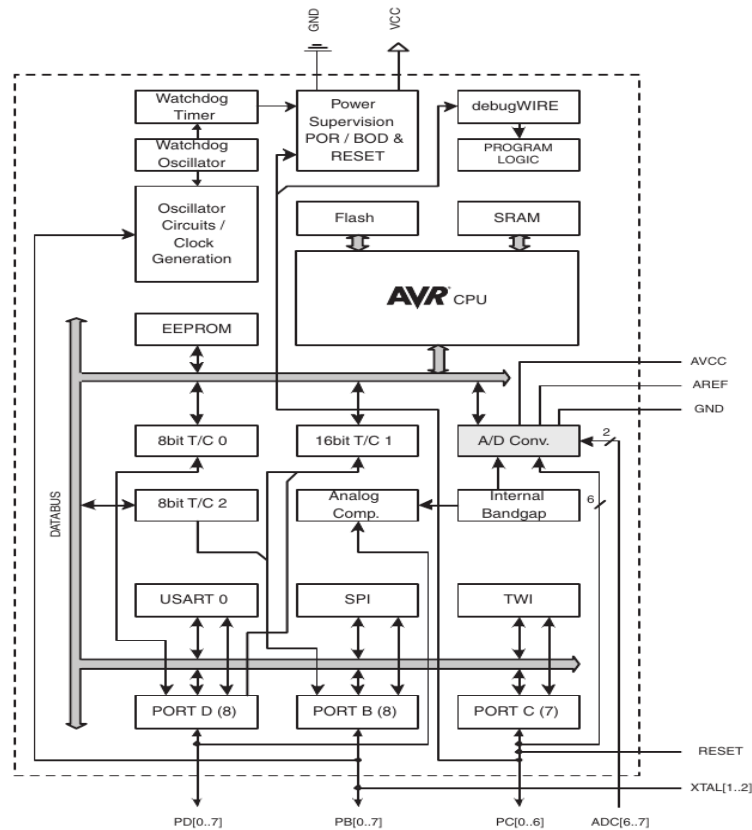 GND
VCC
Watchdog
Timer
Power
Supervision
POR / BOD &
RESET
debugWIRE
Watchdog
Oscillator
PROGRAM
LOGIC
Oscillator
Circuits /
Clock
Generation
Flash
SRAM
AVR CPU
EEPROM
AVCC
AREF
GND
8bit T/C 0
16bit T/C 1
A/D Conv.
2
DATABUS
8bit T/C 2
Analog
Comp.
Internal
Bandgap
6
USART 0
SPI
TWI
PORT D (8)
PORT B (8)
PORT C (7)
RESET
XTAL[1..2]
PD[0..7]
PB[0..7]
PC[0..6]
ADC[6..7]